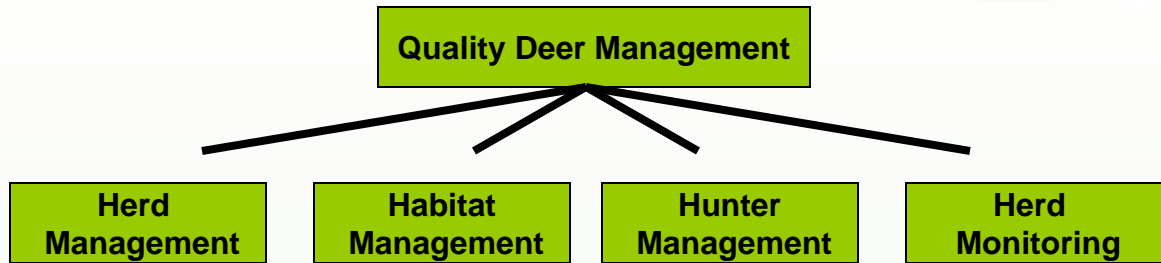 Quality Deer Management
Herd
Management
Habitat
Management
Hunter
Management
Herd
Monitoring